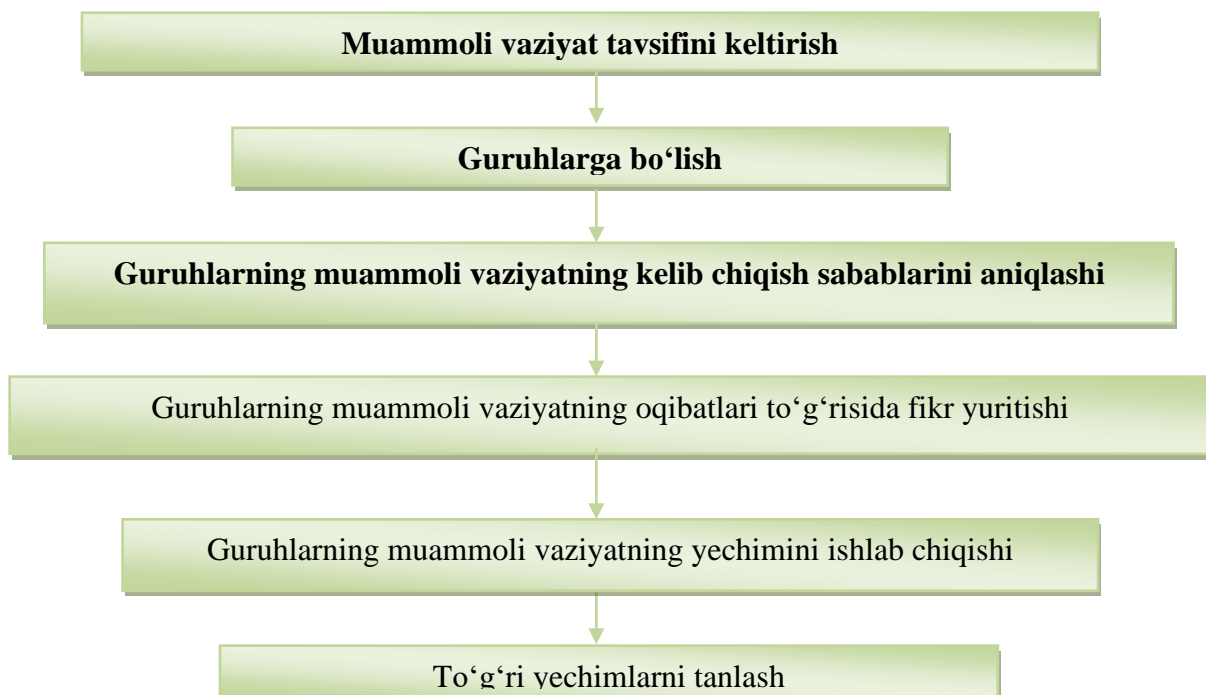 Muammoli vaziyat tavsifini keltirish
Guruhlarga bo‘lish
Guruhlarning muammoli vaziyatning kelib chiqish sabablarini aniqlashi
Guruhlarning muammoli vaziyatning oqibatlari to‘g‘risida fikr yuritishi
Guruhlarning muammoli vaziyatning yechimini ishlab chiqishi
To‘g‘ri yechimlarni tanlash